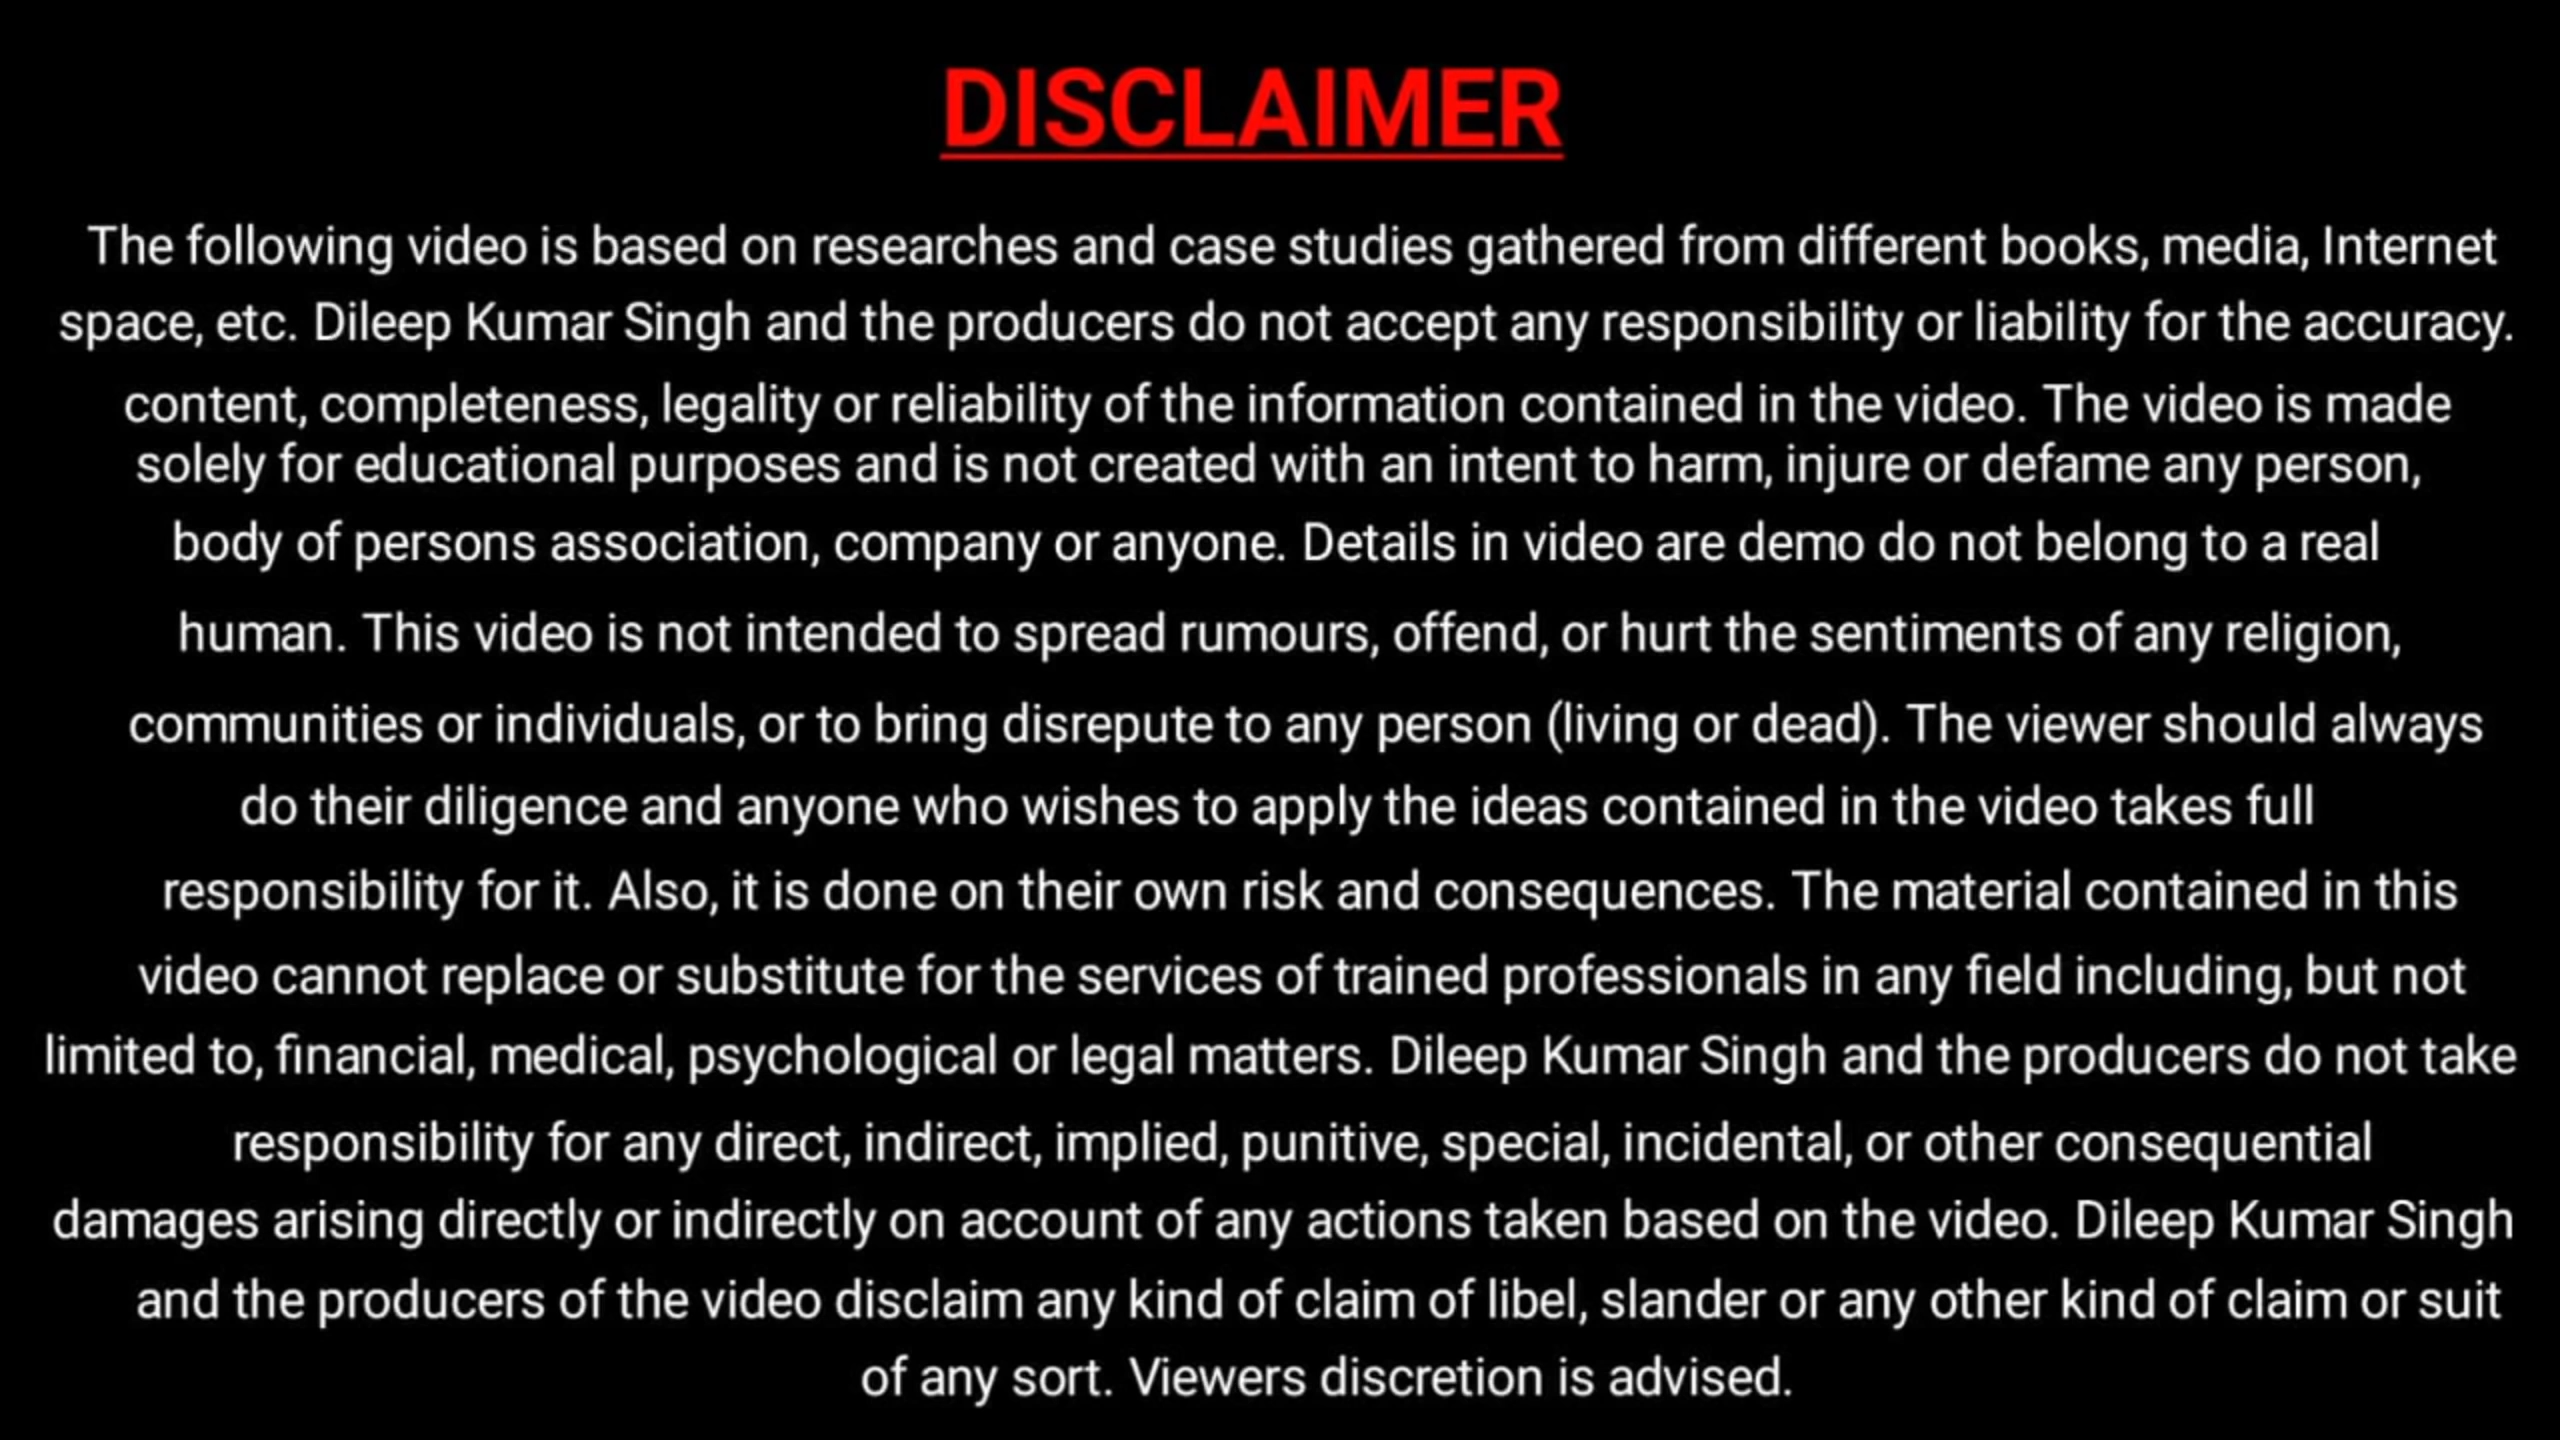 DISCLAIMER
The following video is based on researches and case studies gathered from different books, media, Internet
space, etc. Dileep Kumar Singh and the producers do not accept any responsibility or liability for the accuracy.
content, completeness, legality or reliability of the information contained in the video. The video is made
solely for educational purposes and is not created with an intent to harm, injure or defame any person,
body of persons association, company or anyone. Details in video are demo do not belong to a real
human. This video is not intended to spread rumours, offend, or hurt the sentiments of any religion,
communities or individuals, or to bring disrepute to any person (living or dead). The viewer should always
do their diligence and anyone who wishes to apply the ideas contained in the video takes full
responsibility for it. Also, it is done on their own risk and consequences. The material contained in this
video cannot replace or substitute for the services of trained professionals in any field including, but not
limited to, financial, medical, psychological or legal matters. Dileep Kumar Singh and the producers do not take
responsibility for any direct, indirect, implied, punitive, special, incidental, or other consequential
damages arising directly or indirectly on account of any actions taken based on the video. Dileep Kumar Singh
and the producers of the video disclaim any kind of claim of libel, slander or any other kind of claim or suit
of any sort. Viewers discretion is advised.